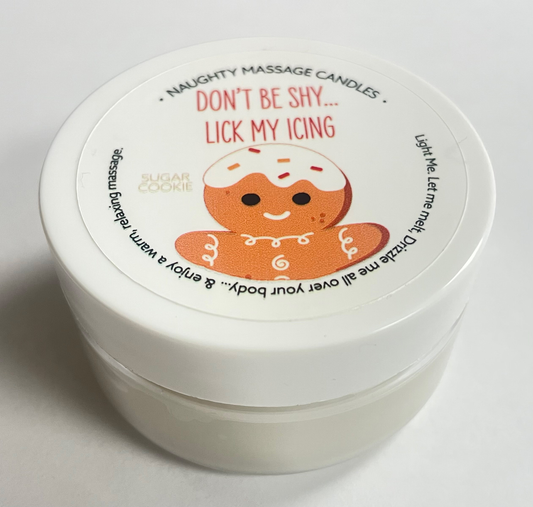 • NAUGHTY MASSAGE CANDLES •
DON'T BE SHY...
LICK MY ICING
SUGAR
COOKIE
Light Me. Let me melt, Drizzle me all over your body... & enjoy a warm, relaxing massage.